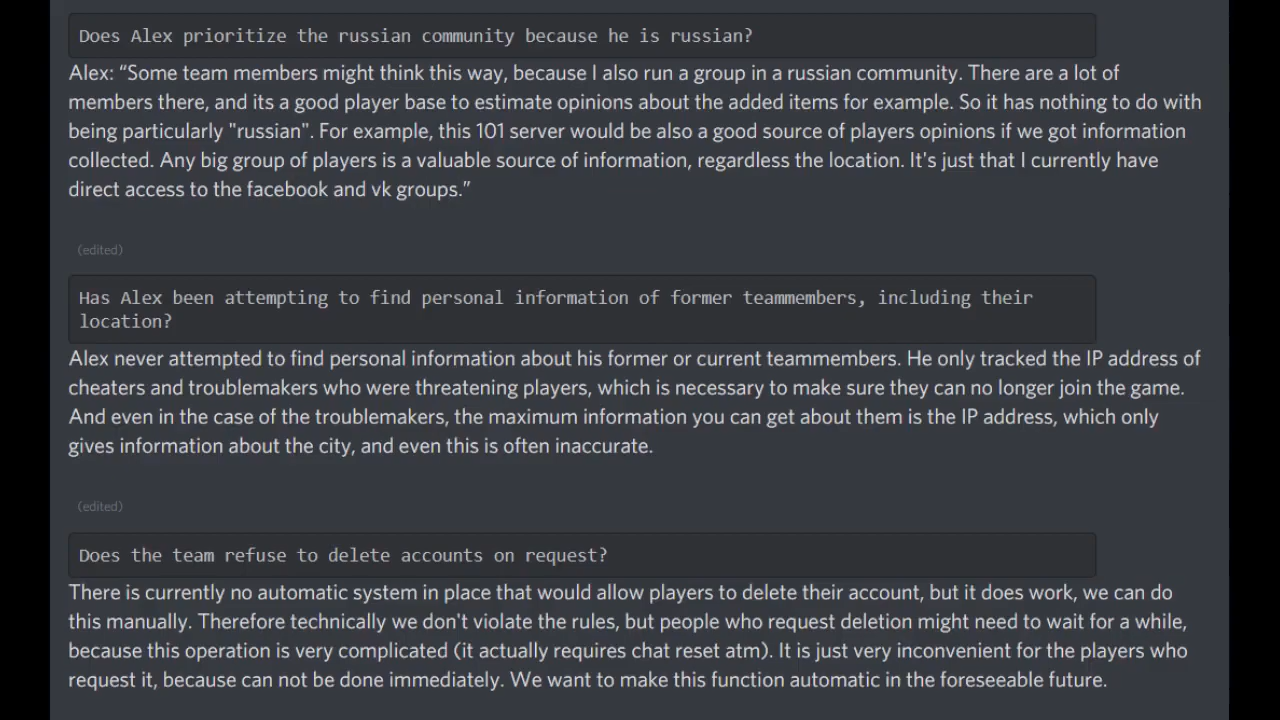 Does Alex prioritize the russian community because he is russian?
Alex: “Some team members might think this way, because I also run a group in a russian community. There are a lot of
members there, and its a good player base to estimate opinions about the added items for example. So it has nothing to do with
being particularly "russian". For example, this 101 server would be also a good source of players opinions if we got information
collected. Any big group of players is a valuable source of information, regardless the location. It's just that I currently have
direct access to the facebook and vk groups.”
(edited)
Has Alex been attempting to find personal information of former teammembers, including their
location?
Alex never attempted to find personal information about his former or current teammembers. He only tracked the IP address of
cheaters and troublemakers who were threatening players, which is necessary to make sure they can no longer join the game.
And even in the case of the troublemakers, the maximum information you can get about them is the IP address, which only
gives information about the city, and even this is often inaccurate.
(edited)
Does the team refuse to delete accounts on request?
There is currently no automatic system in place that would allow players to delete their account, but it does work, we can do
this manually. Therefore technically we don't violate the rules, but people who request deletion might need to wait for a while,
because this operation is very complicated (it actually requires chat reset atm). It is just very inconvenient for the players who
request it, because can not be done immediately. We want to make this function automatic in the foreseeable future.